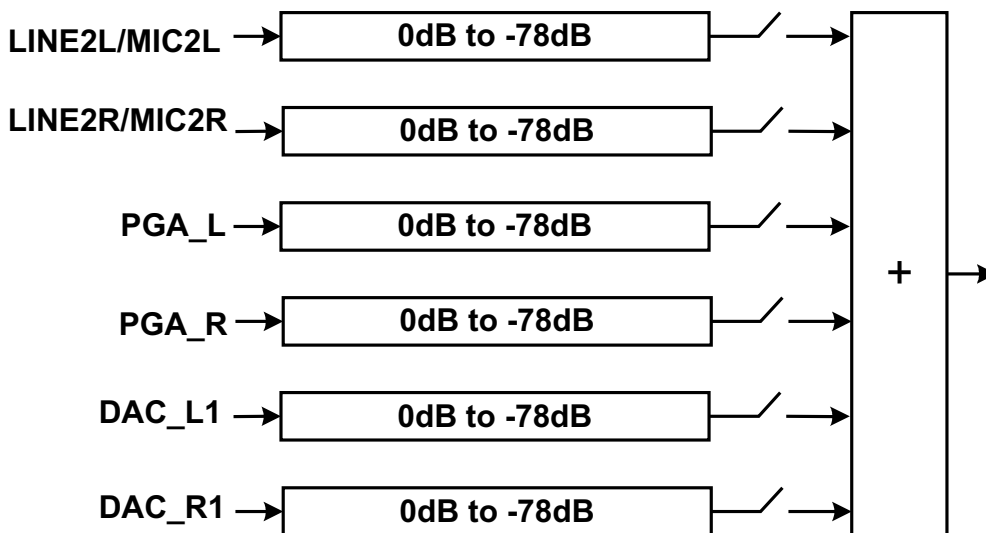 LINE2L/MIC2L 0dB to -78dB
LINE2R/MIC2R 0dB to -78dB
PGA_L 0dB to -78dB
+
PGA_R 0dB to -78dB
DAC_L1 0dB to -78dB
DAC_R1 0dB to -78dB